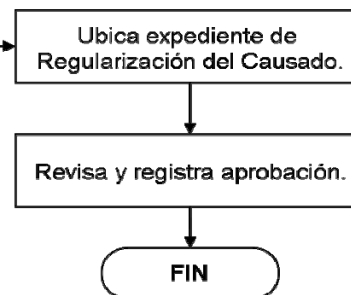 Ubica expediente de
Regularización del Causado.
Revisa y registra aprobación.
FIN